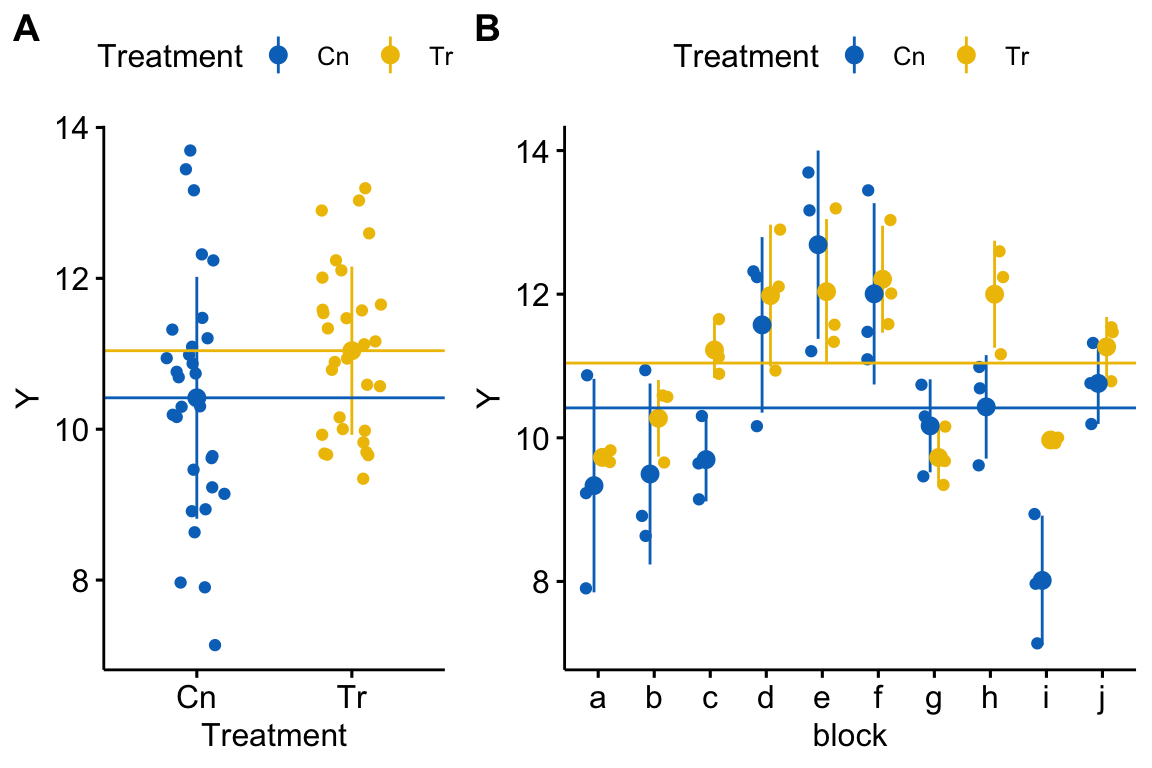 A
Treatment Cn Tr
14
12
10
8
Y
Cn Tr
Treatment
B
Treatment Cn Tr
14
12
10
8
Y
a b c d e f g h i j
block